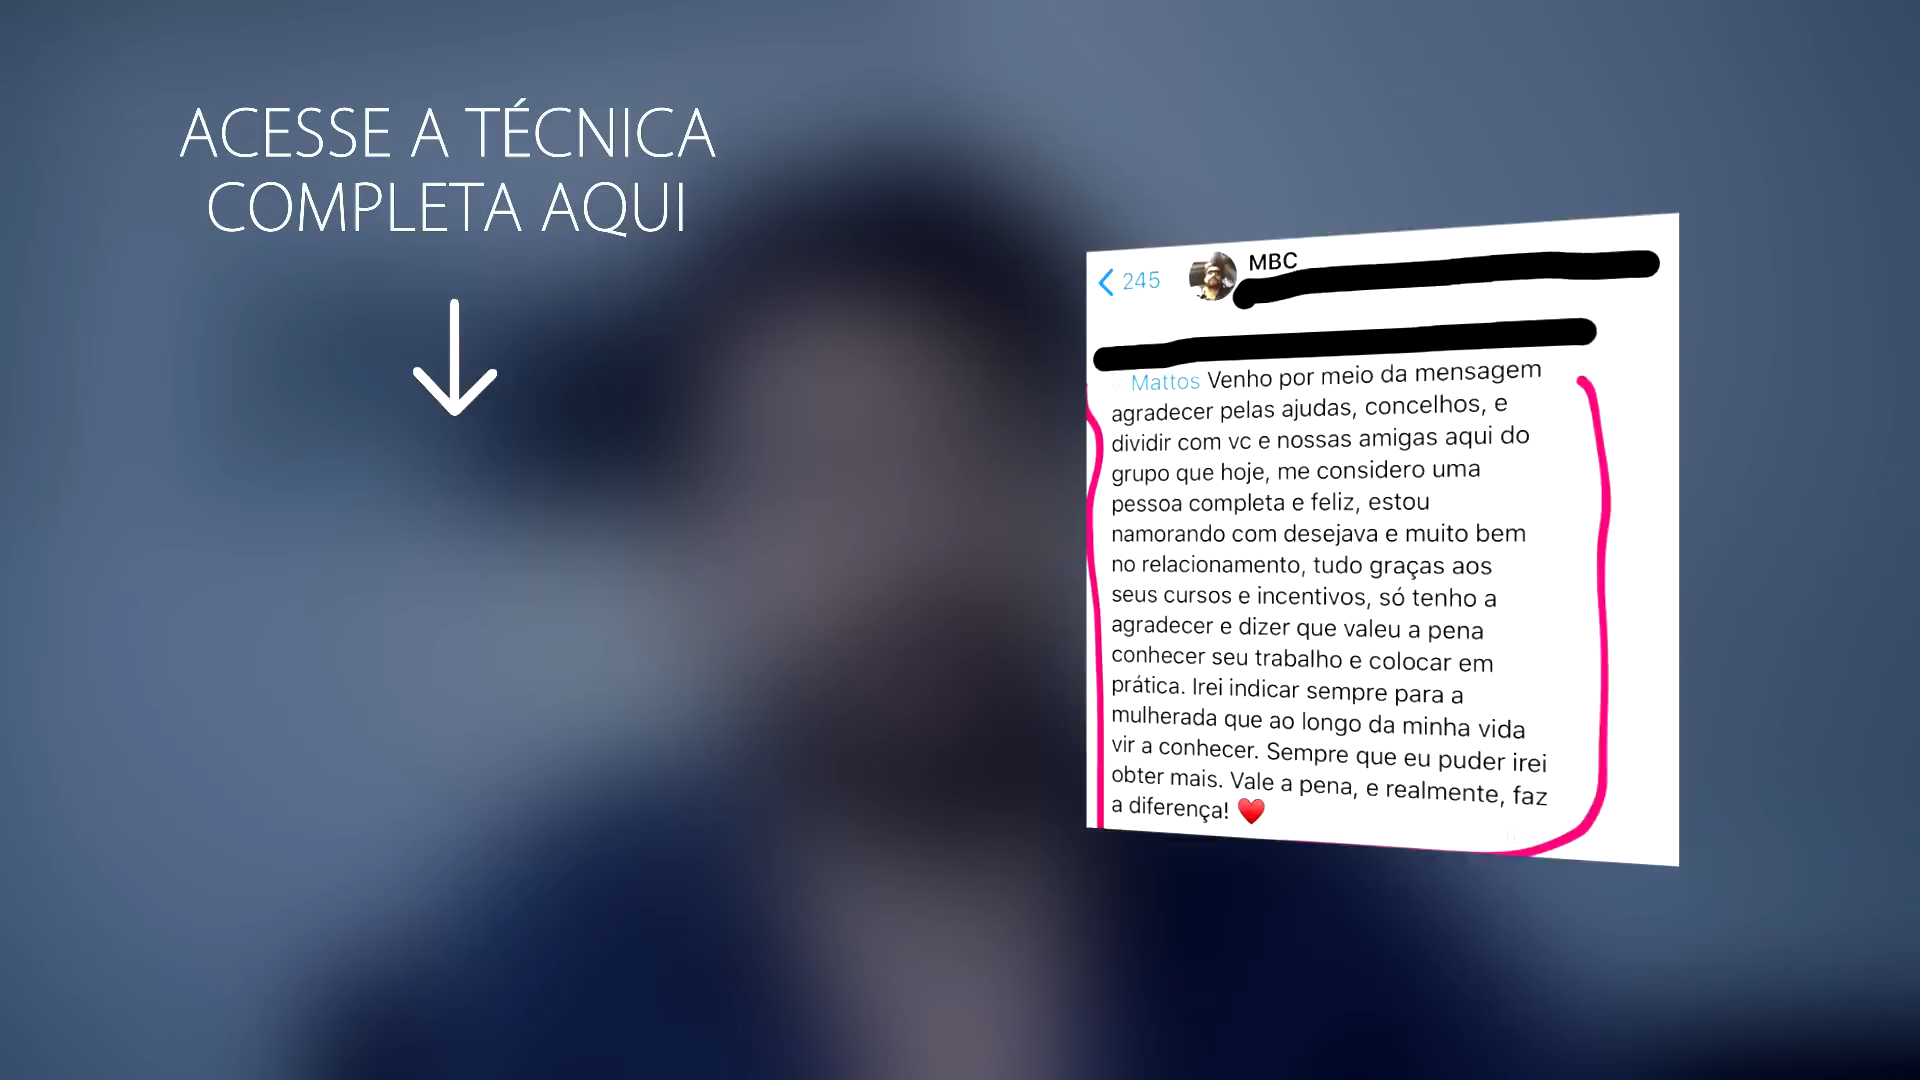 ACESSE A TÉCNICA
COMPLETA AQUI
245
MBC
Mattos Venho por meio da mensagem
agradecer pelas ajudas, concelhos, e
dividir com vc e nossas amigas aqui do
grupo que hoje, me considero uma
pessoa completa e feliz, estou
namorando com desejava e muito bem
no relacionamento, tudo graças aos
seus cursos e incentivos, só tenho a
agradecer e dizer que valeu a pena
conhecer seu trabalho e colocar em
prática. Irei indicar sempre para a
mulherada que ao longo da minha vida
vir a conhecer. Sempre que eu puder irei
obter mais. Vale a pena, e realmente, faz
a diferença! ♥️